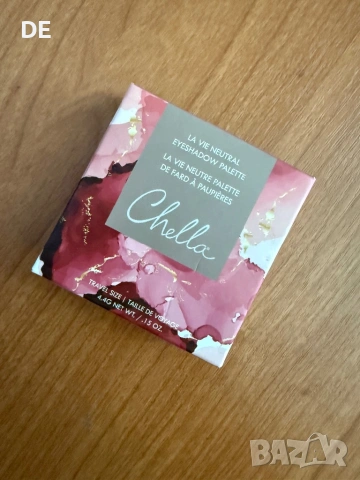 DE
LA VIE NEUTRAL
EYESHADOW PALETTE
LA VIE NEUTRE PALETTE
DE FARD À PAUPIÈRES
Chella
TRAVEL SIZE | TAILLE DE VOYAGE
4.4G NET WT. / .15 OZ.
BAZAR